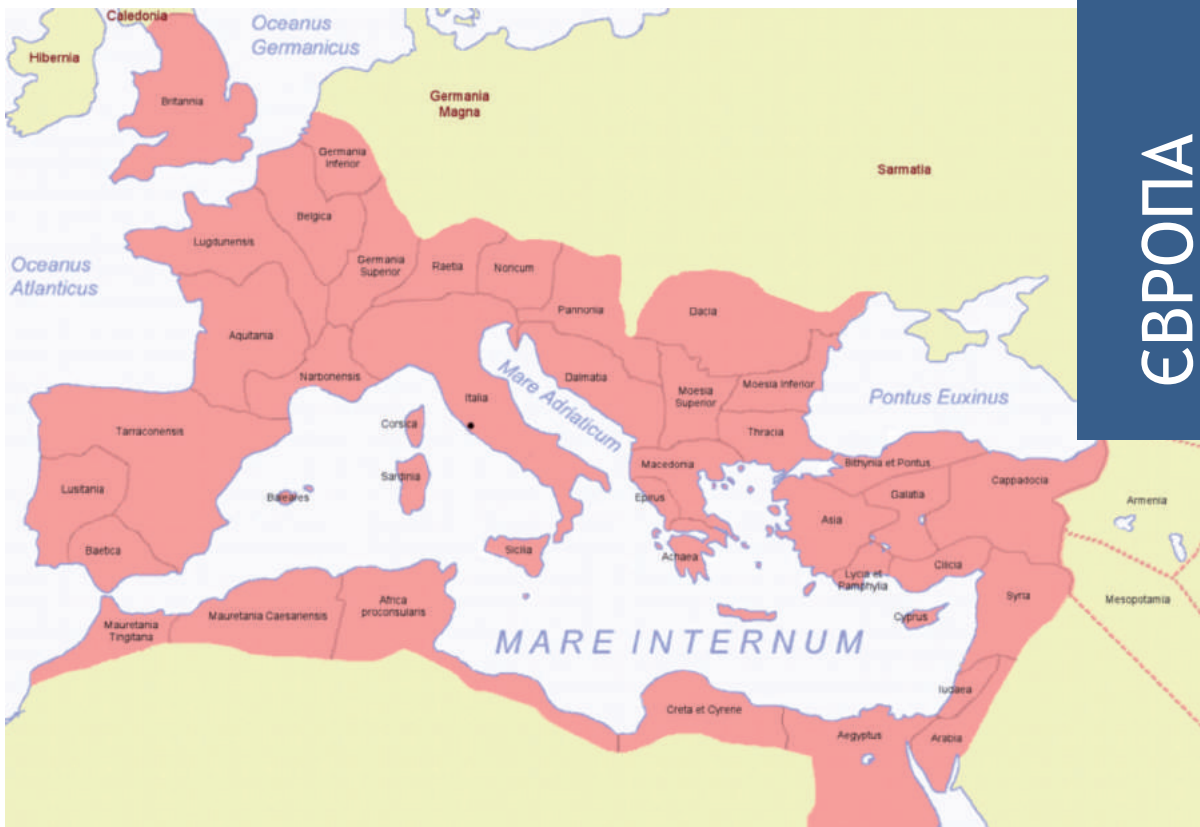 Caledonia
Oceanus
Germanicus
Hibernia
Britannia
Germania
Magna
Sarmatia
ЄВРОПА
Germania
Inferior
Belgica
Lugdunensis
Germania
Superior
Raetia
Noricum
Oceanus
Atlanticus
Pannonia
Dacia
Aquitania
Narbonensis
Italia
Mare Adriaticum
Dalmatia
Moesia
Superior
Moesia Inferior
Pontus Euxinus
Tarraconensis
Corsica
Thracia
Lusitania
Baleares
Sardinia
Macedonia
Epirus
Bithynia et Pontus
Galatia
Cappadocia
Armenia
Asia
Baetica
Sicilia
Achaea
Lycia et
Pamphylia
Cilicia
Syria
Mesopotamia
Mauretania
Tingitana
Mauretania Caesariensis
Africa
proconsularis
Cyprus
MARE INTERNUM
Iudaea
Creta et Cyrene
Aegyptus
Arabia